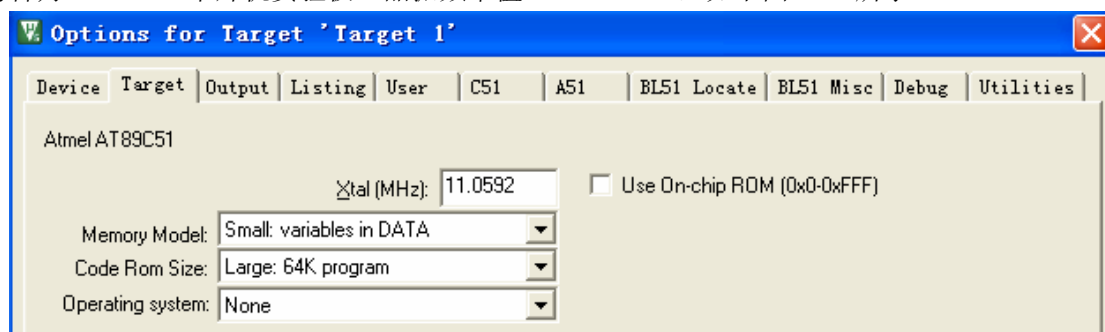 Options for Target 'Target 1'
Device Target Output Listing User C51 A51 BL51 Locate BL51 Misc Debug Utilities
Atmel AT89C51
Xtal (MHz): 11.0592 Use On-chip ROM (0x0-0xFFF)
Memory Model: Small: variables in DATA
Code Rom Size: Large: 64K program
Operating system: None